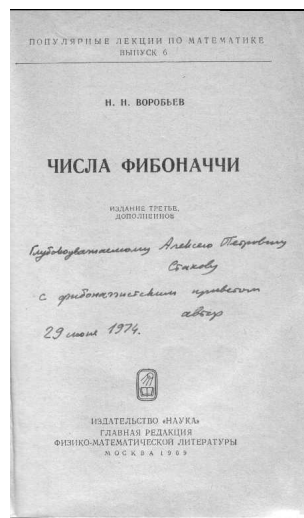 ПОПУЛЯРНЫЕ ЛЕКЦИИ ПО МАТЕМАТИКЕ
ВЫПУСК 6
Н. Н. ВОРОБЬЕВ
ЧИСЛА ФИБОНАЧЧИ
ИЗДАНИЕ ТРЕТЬЕ,
ДОПОЛНЕННОЕ
Глубокоуважаемому Алексею Петровичу
Стахову
с фибоначчистским приветом
автор
29 июня 1974.
ИЗДАТЕЛЬСТВО «НАУКА»
ГЛАВНАЯ РЕДАКЦИЯ
ФИЗИКО-МАТЕМАТИЧЕСКОЙ ЛИТЕРАТУРЫ
МОСКВА 1969